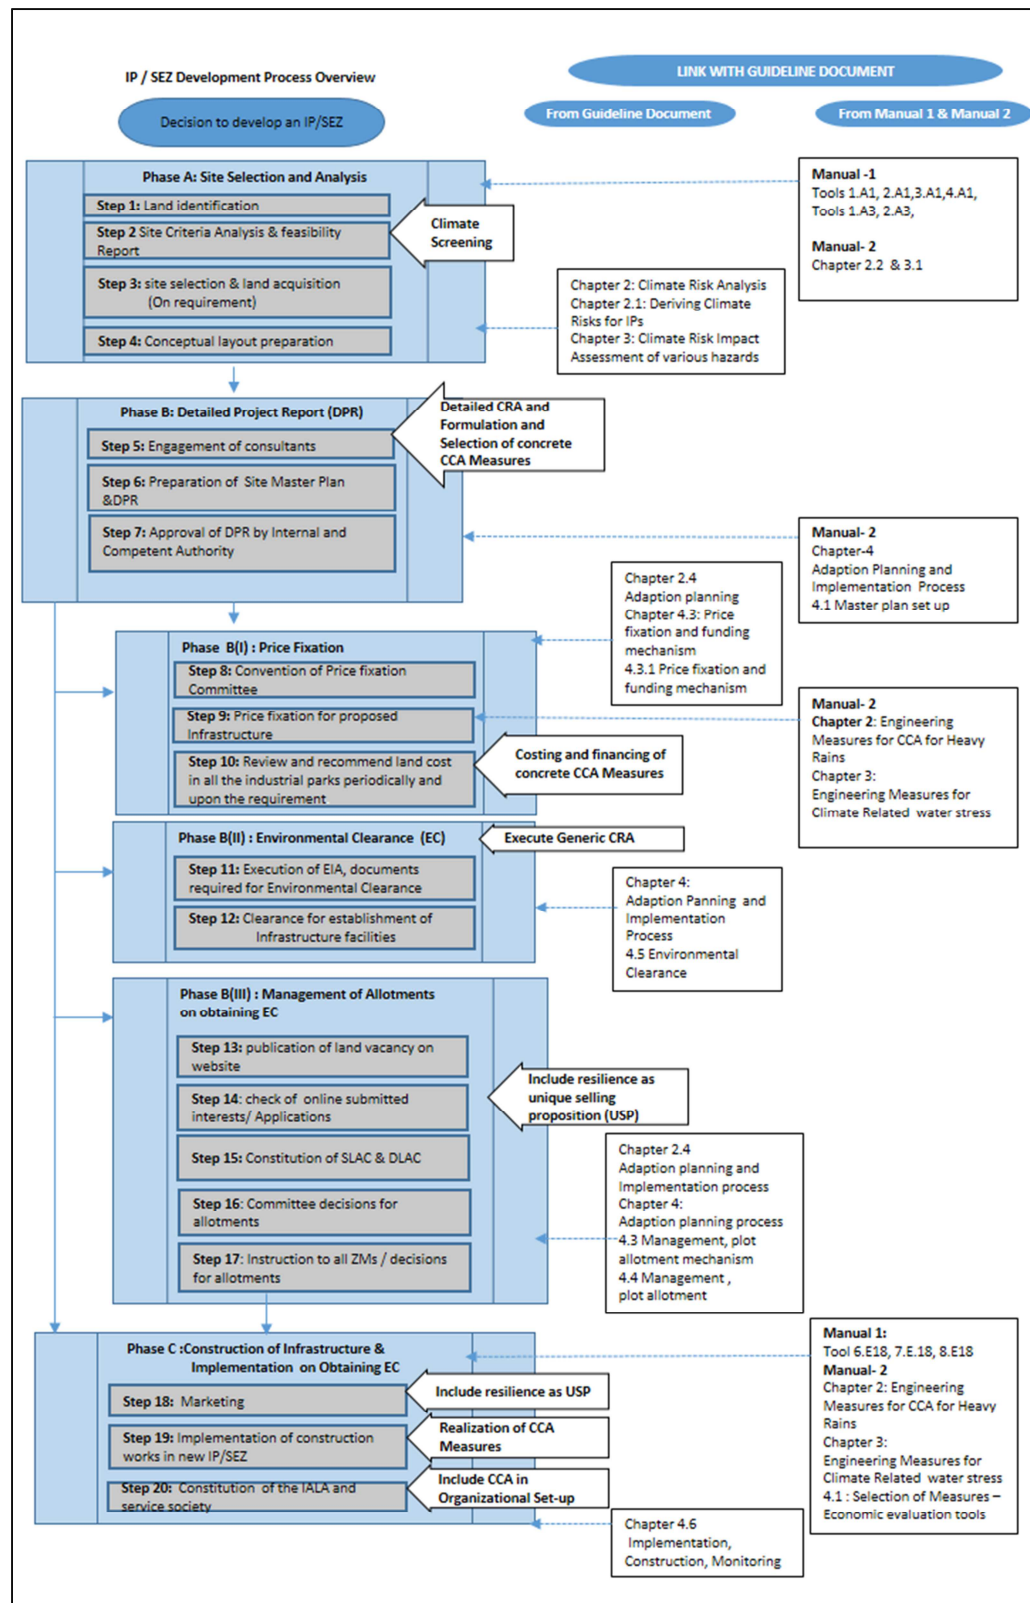 IP / SEZ Development Process Overview
LINK WITH GUIDELINE DOCUMENT
Decision to develop an IP/SEZ
From Guideline Document
From Manual 1 & Manual 2
Phase A: Site Selection and Analysis
Step 1: Land identification
Step 2 Site Criteria Analysis & feasibility
Report
Step 3: site selection & land acquisition
(On requirement)
Step 4: Conceptual layout preparation
Climate
Screening
Manual -1
Tools 1.A1, 2.A1,3.A1,4.A1,
Tools 1.A3, 2.A3,
Manual- 2
Chapter 2.2 & 3.1
Chapter 2: Climate Risk Analysis
Chapter 2.1: Deriving Climate
Risks for IPs
Chapter 3: Climate Risk Impact
Assessment of various hazards
Phase B: Detailed Project Report (DPR)
Step 5: Engagement of consultants
Step 6: Preparation of Site Master Plan
&DPR
Step 7: Approval of DPR by Internal and
Competent Authority
Detailed CRA and
Formulation and
Selection of concrete
CCA Measures
Manual- 2
Chapter-4
Adaption Planning and
Implementation Process
4.1 Master plan set up
Chapter 2.4
Adaption planning
Chapter 4.3: Price
fixation and funding
mechanism
4.3.1 Price fixation and
funding mechanism
Phase B(I) : Price Fixation
Step 8: Convention of Price fixation
Committee
Step 9: Price fixation for proposed
Infrastructure
Step 10: Review and recommend land cost
in all the industrial parks periodically and
upon the requirement.
Costing and financing of
concrete CCA Measures
Manual- 2
Chapter 2: Engineering
Measures for CCA for Heavy
Rains
Chapter 3:
Engineering Measures for
Climate Related water stress
Phase B(II) : Environmental Clearance (EC)
Execute Generic CRA
Step 11: Execution of EIA, documents
required for Environmental Clearance
Step 12: Clearance for establishment of
Infrastructure facilities
Chapter 4:
Adaption Panning and
Implementation
Process
4.5 Environmental
Clearance
Phase B(III) : Management of Allotments
on obtaining EC
Step 13: publication of land vacancy on
website
Step 14: check of online submitted
interests/ Applications
Step 15: Constitution of SLAC & DLAC
Step 16: Committee decisions for
allotments
Step 17: Instruction to all ZMs / decisions
for allotments
Include resilience as
unique selling
proposition (USP)
Chapter 2.4
Adaption planning and
Implementation process
Chapter 4:
Adaption planning process
4.3 Management, plot
allotment mechanism
4.4 Management ,
plot allotment
Phase C :Construction of Infrastructure &
Implementation on Obtaining EC
Step 18: Marketing
Step 19: Implementation of construction
works in new IP/SEZ
Step 20: Constitution of the IALA and
service society
Include resilience as USP
Realization of CCA
Measures
Include CCA in
Organizational Set-up
Manual 1:
Tool 6.E18, 7.E.18, 8.E18
Manual- 2
Chapter 2: Engineering
Measures for CCA for Heavy
Rains
Chapter 3:
Engineering Measures for
Climate Related water stress
4.1 : Selection of Measures –
Economic evaluation tools
Chapter 4.6
Implementation,
Construction, Monitoring